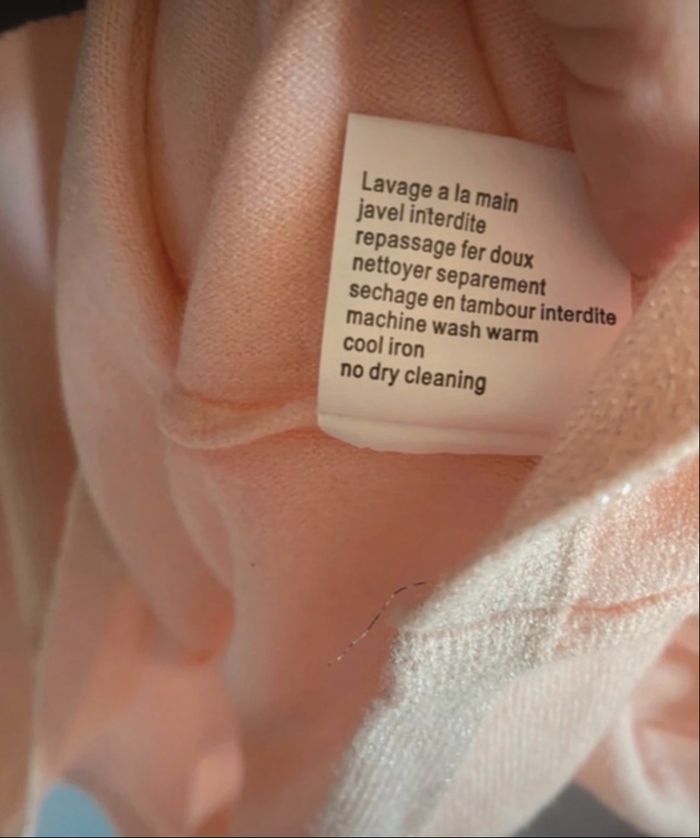 Lavage a la main
javel interdite
repassage fer doux
nettoyer separement
sechage en tambour interdite
machine wash warm
cool iron
no dry cleaning